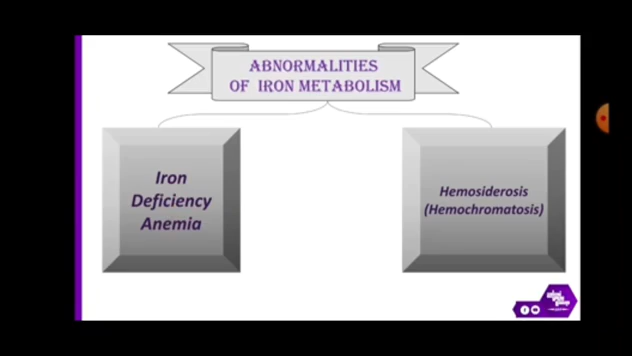 ABNORMALITIES
OF IRON METABOLISM
Iron
Deficiency
Anemia
Hemosiderosis
(Hemochromatosis)